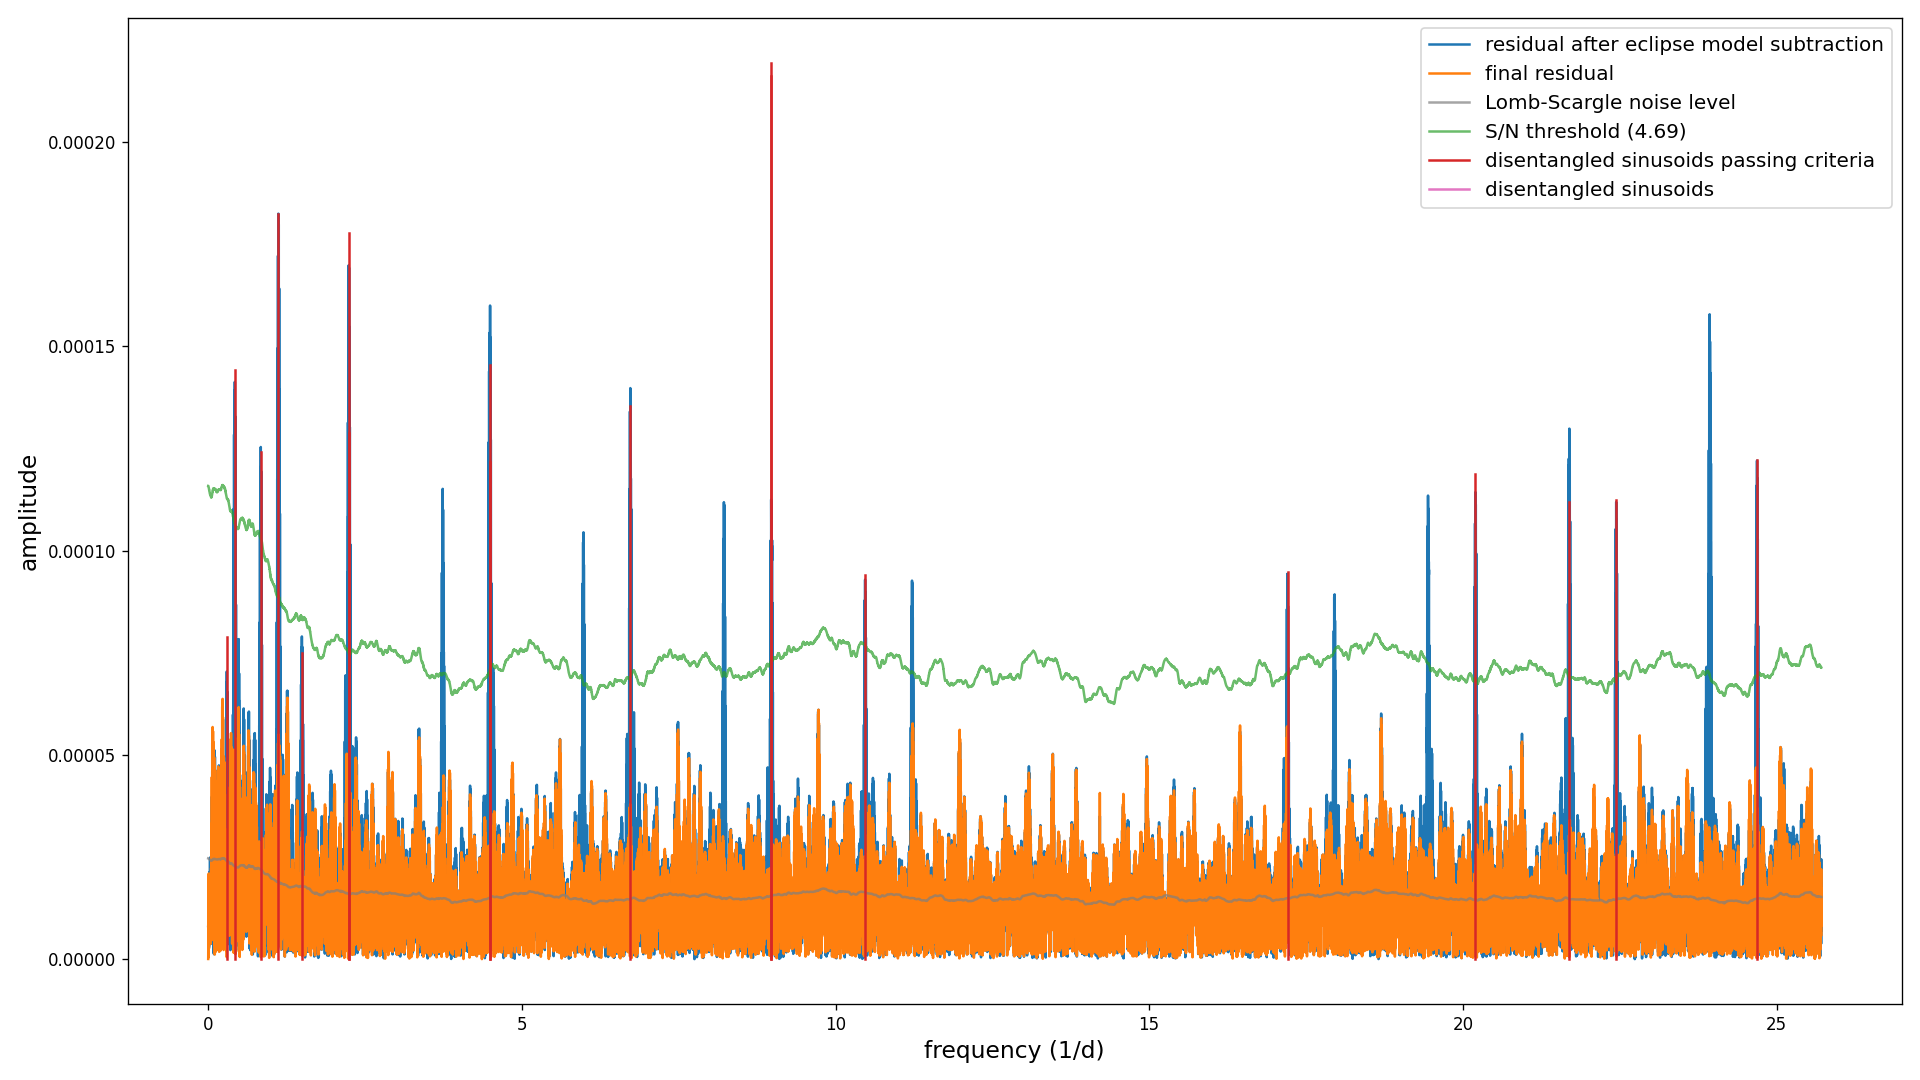 residual after eclipse model subtraction
final residual
Lomb-Scargle noise level
S/N threshold (4.69)
disentangled sinusoids passing criteria
disentangled sinusoids
amplitude
0.00020
0.00015
0.00010
0.00005
0.00000
0 5 10 15 20 25
frequency (1/d)